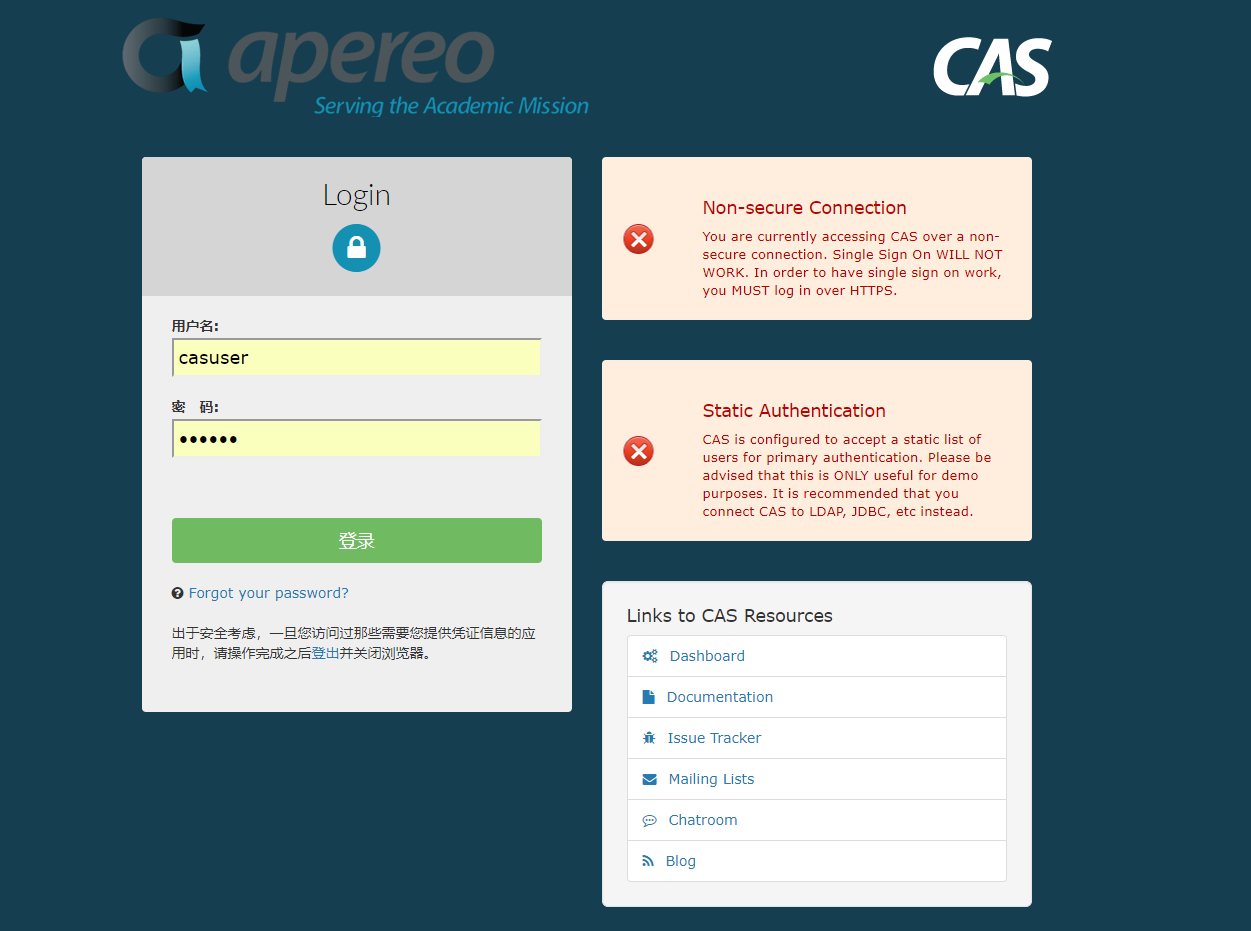 apereo
Serving the Academic Mission
CAS
Login
用户名:
casuser
密 码:
••••••
登录
Forgot your password?
出于安全考虑，一旦您访问过那些需要您提供凭证信息的应
用时，请操作完成之后登出并关闭浏览器。
Non-secure Connection
You are currently accessing CAS over a non-
secure connection. Single Sign On WILL NOT
WORK. In order to have single sign on work,
you MUST log in over HTTPS.
Static Authentication
CAS is configured to accept a static list of
users for primary authentication. Please be
advised that this is ONLY useful for demo
purposes. It is recommended that you
connect CAS to LDAP, JDBC, etc instead.
Links to CAS Resources
Dashboard
Documentation
Issue Tracker
Mailing Lists
Chatroom
Blog